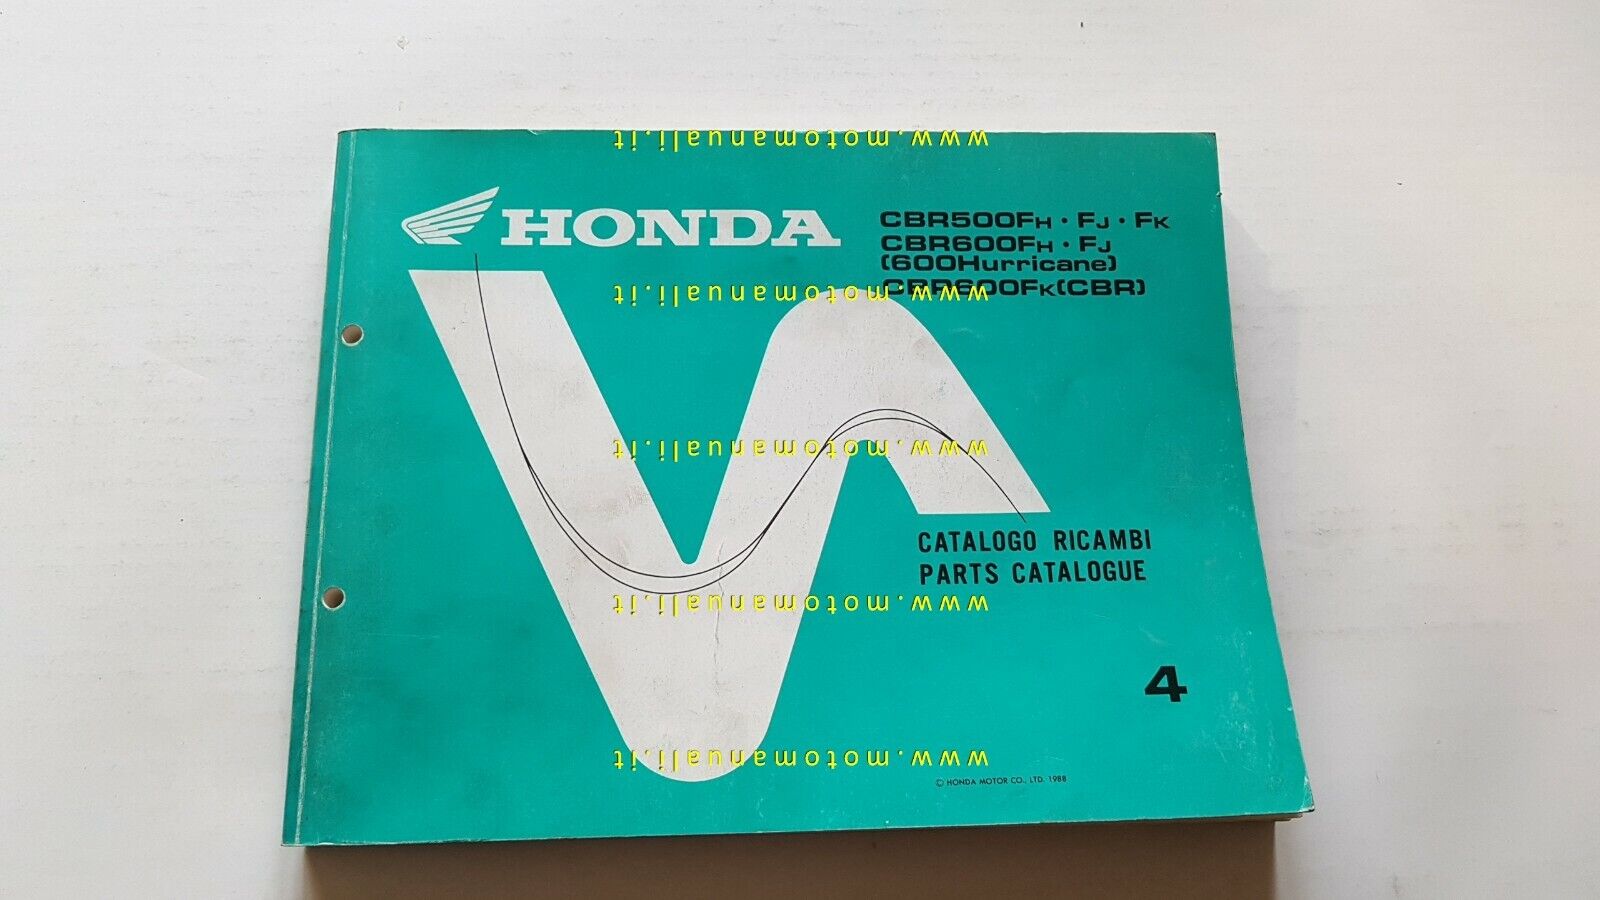 www.motomanuali.it
HONDA
CBR500FH · FJ · FK
CBR600FH · FJ
(600Hurricane)
CBR600FK(CBR)
www.motomanuali.it
www.motomanuali.it
CATALOGO RICAMBI
PARTS CATALOGUE
www.motomanuali.it
4
www.motomanuali.it
© HONDA MOTOR CO., LTD. 1988